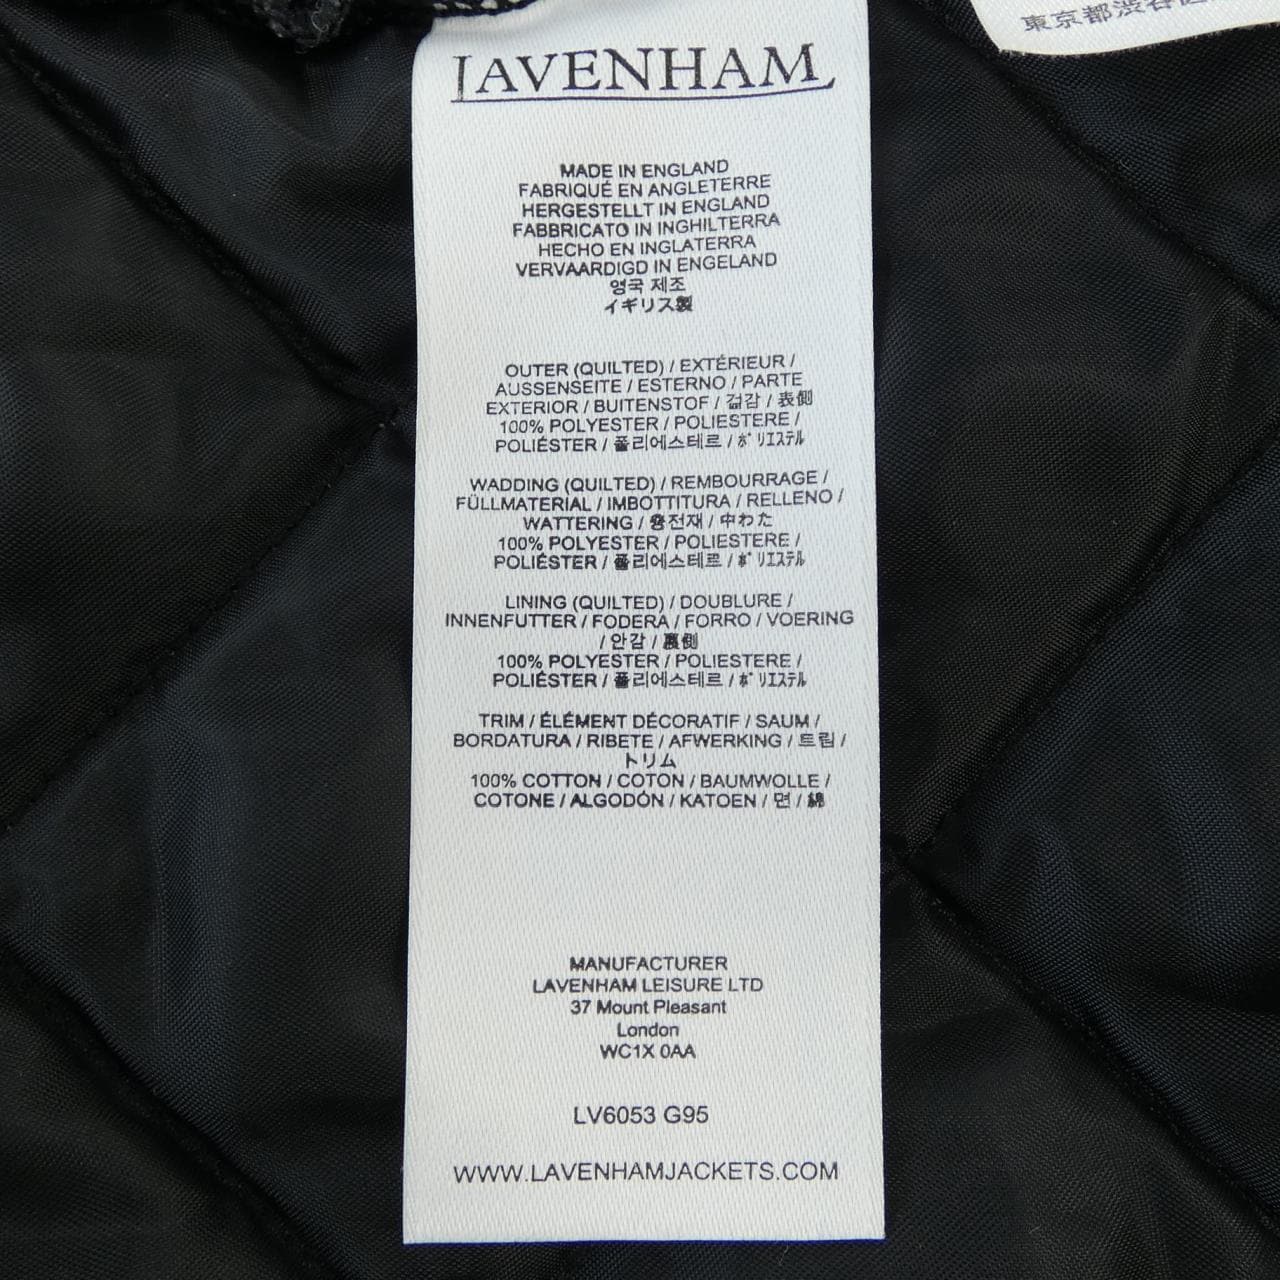 LAVENHAM
MADE IN ENGLAND
FABRIQUÉ EN ANGLETERRE
HERGESTELLT IN ENGLAND
FABBRICATO IN INGHILTERRA
HECHO EN INGLATERRA
VERVAARDIGD IN ENGELAND
영국 제조
イギリス製
OUTER (QUILTED) / EXTÉRIEUR /
AUSSENSEITE / ESTERNO / PARTE
EXTERIOR / BUITENSTOF / 겉감 / 表側
100% POLYESTER / POLIESTERE /
POLIÉSTER / 폴리에스테르 / ﾎﾟﾘｴｽﾃﾙ
WADDING (QUILTED) / REMBOURRAGE /
FÜLLMATERIAL / IMBOTTITURA / RELLENO /
WATTERING / 충전재 / 中わた
100% POLYESTER / POLIESTERE /
POLIÉSTER / 폴리에스테르 / ﾎﾟﾘｴｽﾃﾙ
LINING (QUILTED) / DOUBLURE /
INNENFUTTER / FODERA / FORRO / VOERING
/ 안감 / 裏側
100% POLYESTER / POLIESTERE /
POLIÉSTER / 폴리에스테르 / ﾎﾟﾘｴｽﾃﾙ
TRIM / ÉLÉMENT DÉCORATIF / SAUM /
BORDATURA / RIBETE / AFWERKING / 트림 /
トリム
100% COTTON / COTON / BAUMWOLLE /
COTONE / ALGODÓN / KATOEN / 면 / 綿
MANUFACTURER
LAVENHAM LEISURE LTD
37 Mount Pleasant
London
WC1X 0AA
LV6053 G95
WWW.LAVENHAMJACKETS.COM
東京都渋谷区